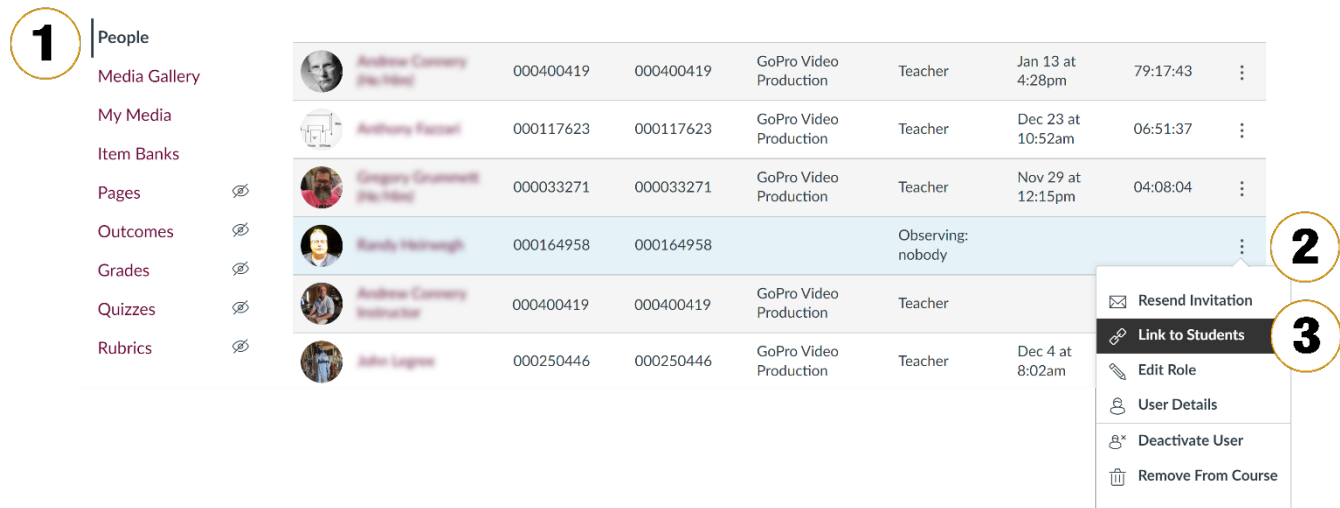 1
People
Media Gallery
My Media
Item Banks
Pages
Outcomes
Grades
Quizzes
Rubrics
000400419 000400419 GoPro Video Production Teacher Jan 13 at 4:28pm 79:17:43
000117623 000117623 GoPro Video Production Teacher Dec 23 at 10:52am 06:51:37
000033271 000033271 GoPro Video Production Teacher Nov 29 at 12:15pm 04:08:04
000164958 000164958 Observing: nobody
000400419 000400419 GoPro Video Production Teacher
000250446 000250446 GoPro Video Production Teacher Dec 4 at 8:02am
2
Resend Invitation
Link to Students
3
Edit Role
User Details
Deactivate User
Remove From Course